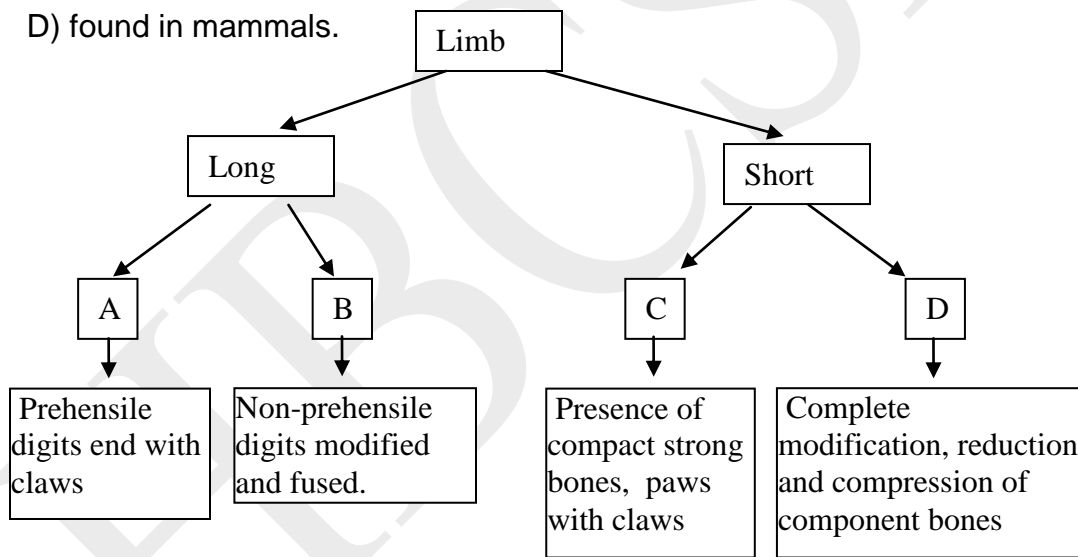 D) found in mammals.
Limb
Long
Short
A
B
C
D
Prehensile
digits end with
claws
Non-prehensile
digits modified
and fused.
Presence of
compact strong
bones, paws
with claws
Complete
modification, reduction
and compression of
component bones